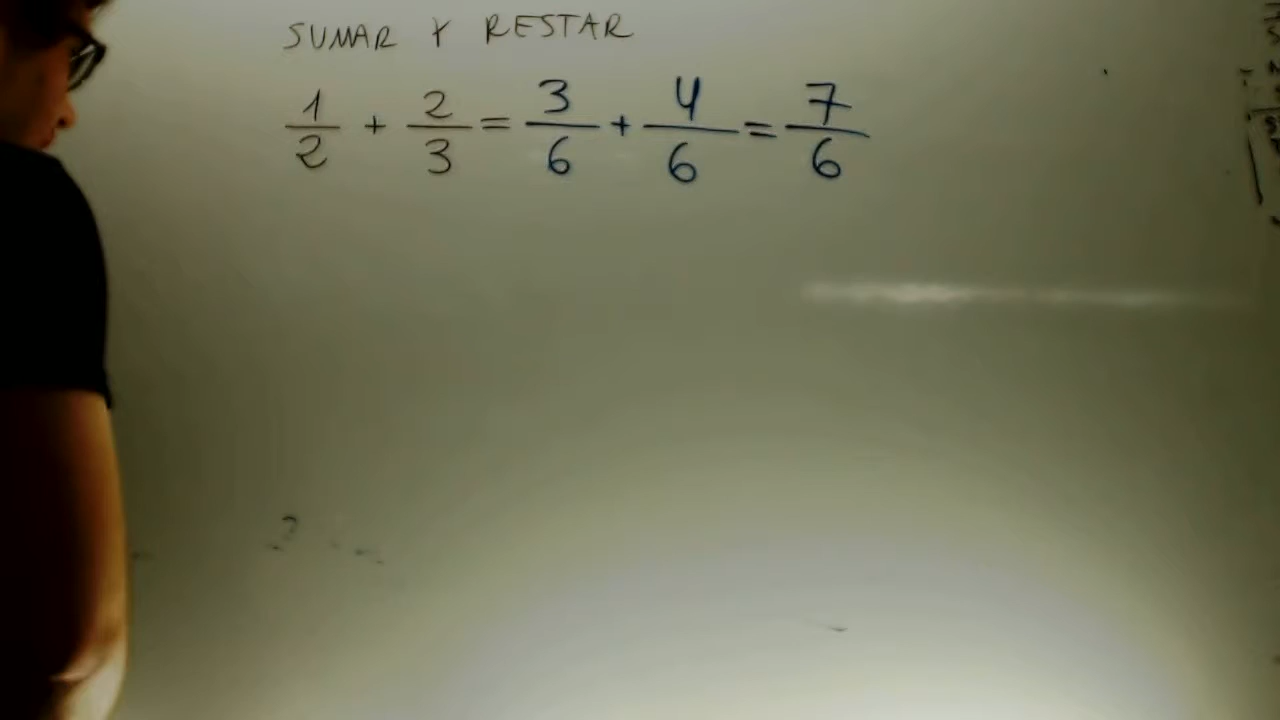 SUMAR Y RESTAR
1/2 + 2/3 = 3/6 + 4/6 = 7/6